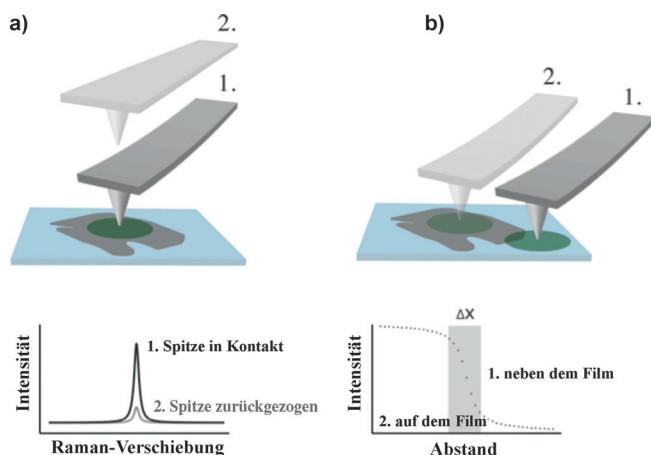 a)
2.
1.
b)
2.
1.
Intensität
1. Spitze in Kontakt
2. Spitze zurückgezogen
Raman-Verschiebung
ΔX
Intensität
1. neben dem Film
2. auf dem Film
Abstand